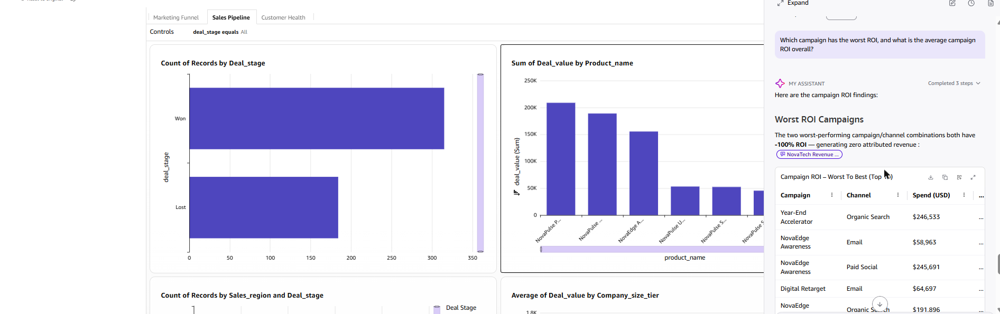 Marketing Funnel
Sales Pipeline
Customer Health
Controls
deal_stage equals All
Count of Records by Deal_stage
deal_stage
Won
Lost
0 50 100 150 200 250 300 350
Sum of Deal_value by Product_name
deal_value (Sum)
250K
200K
150K
100K
50K
0
NovaPulse P...
NovaPulse ...
NovaEdge A...
NovaPulse U...
NovaPulse S...
NovaPulse S
product_name
Count of Records by Sales_region and Deal_stage
Deal Stage
Average of Deal_value by Company_size_tier
1.8K
Expand
Which campaign has the worst ROI, and what is the average campaign
ROI overall?
MY ASSISTANT
Completed 3 steps
Here are the campaign ROI findings:
Worst ROI Campaigns
The two worst-performing campaign/channel combinations both have
-100% ROI — generating zero attributed revenue :
NovaTech Revenue ...
Campaign ROI – Worst To Best (Top
Campaign Channel Spend (USD) ...
Year-End
Accelerator
Organic Search $246,533 ...
NovaEdge
Awareness
Email $58,963 ...
NovaEdge
Awareness
Paid Social $245,691 ...
Digital Retarget Email $64,697 ...
NovaEdge
Organic $191,896 ...